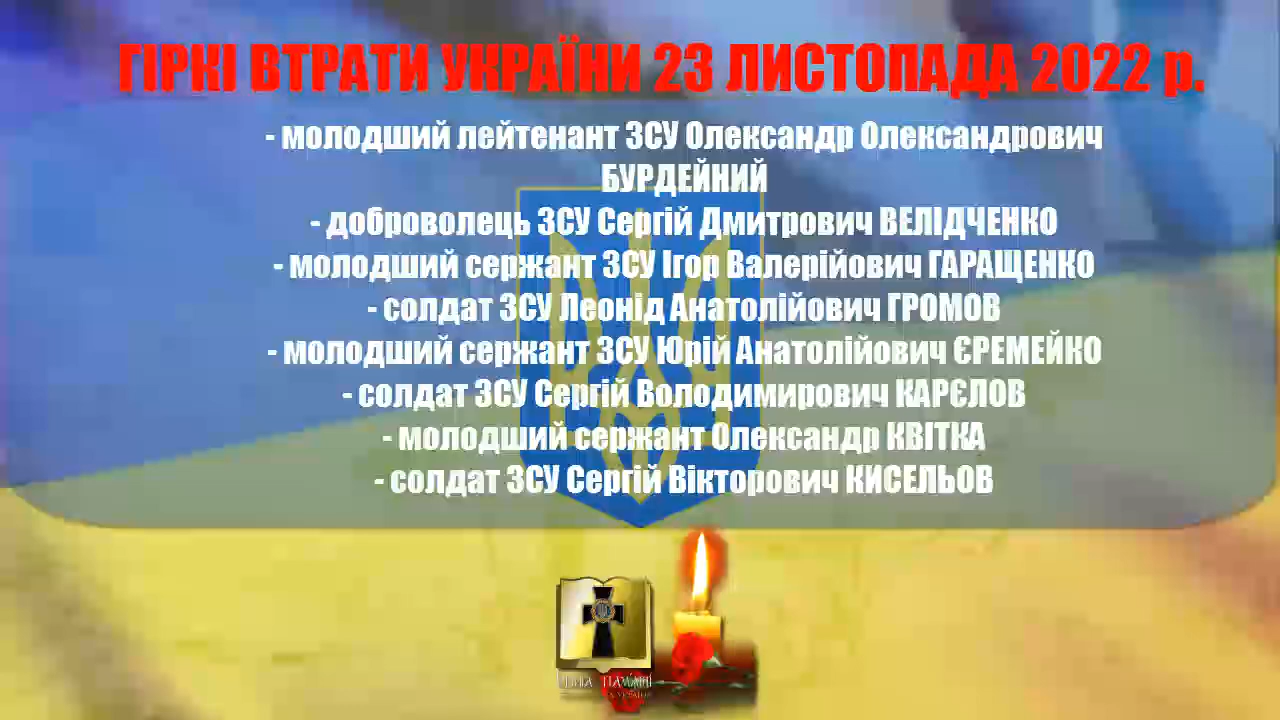 ГІРКІ ВТРАТИ УКРАЇНИ 23 ЛИСТОПАДА 2022 р.
- молодший лейтенант ЗСУ Олександр Олександрович
БУРДЕЙНИЙ
- доброволець ЗСУ Сергій Дмитрович ВЕЛІДЧЕНКО
- молодший сержант ЗСУ Ігор Валерійович ГАРАЩЕНКО
- солдат ЗСУ Леонід Анатолійович ГРОМОВ
- молодший сержант ЗСУ Юрій Анатолійович ЄРЕМЕЙКО
- солдат ЗСУ Сергій Володимирович КАРЄЛОВ
- молодший сержант Олександр КВІТКА
- солдат ЗСУ Сергій Вікторович КИСЕЛЬОВ